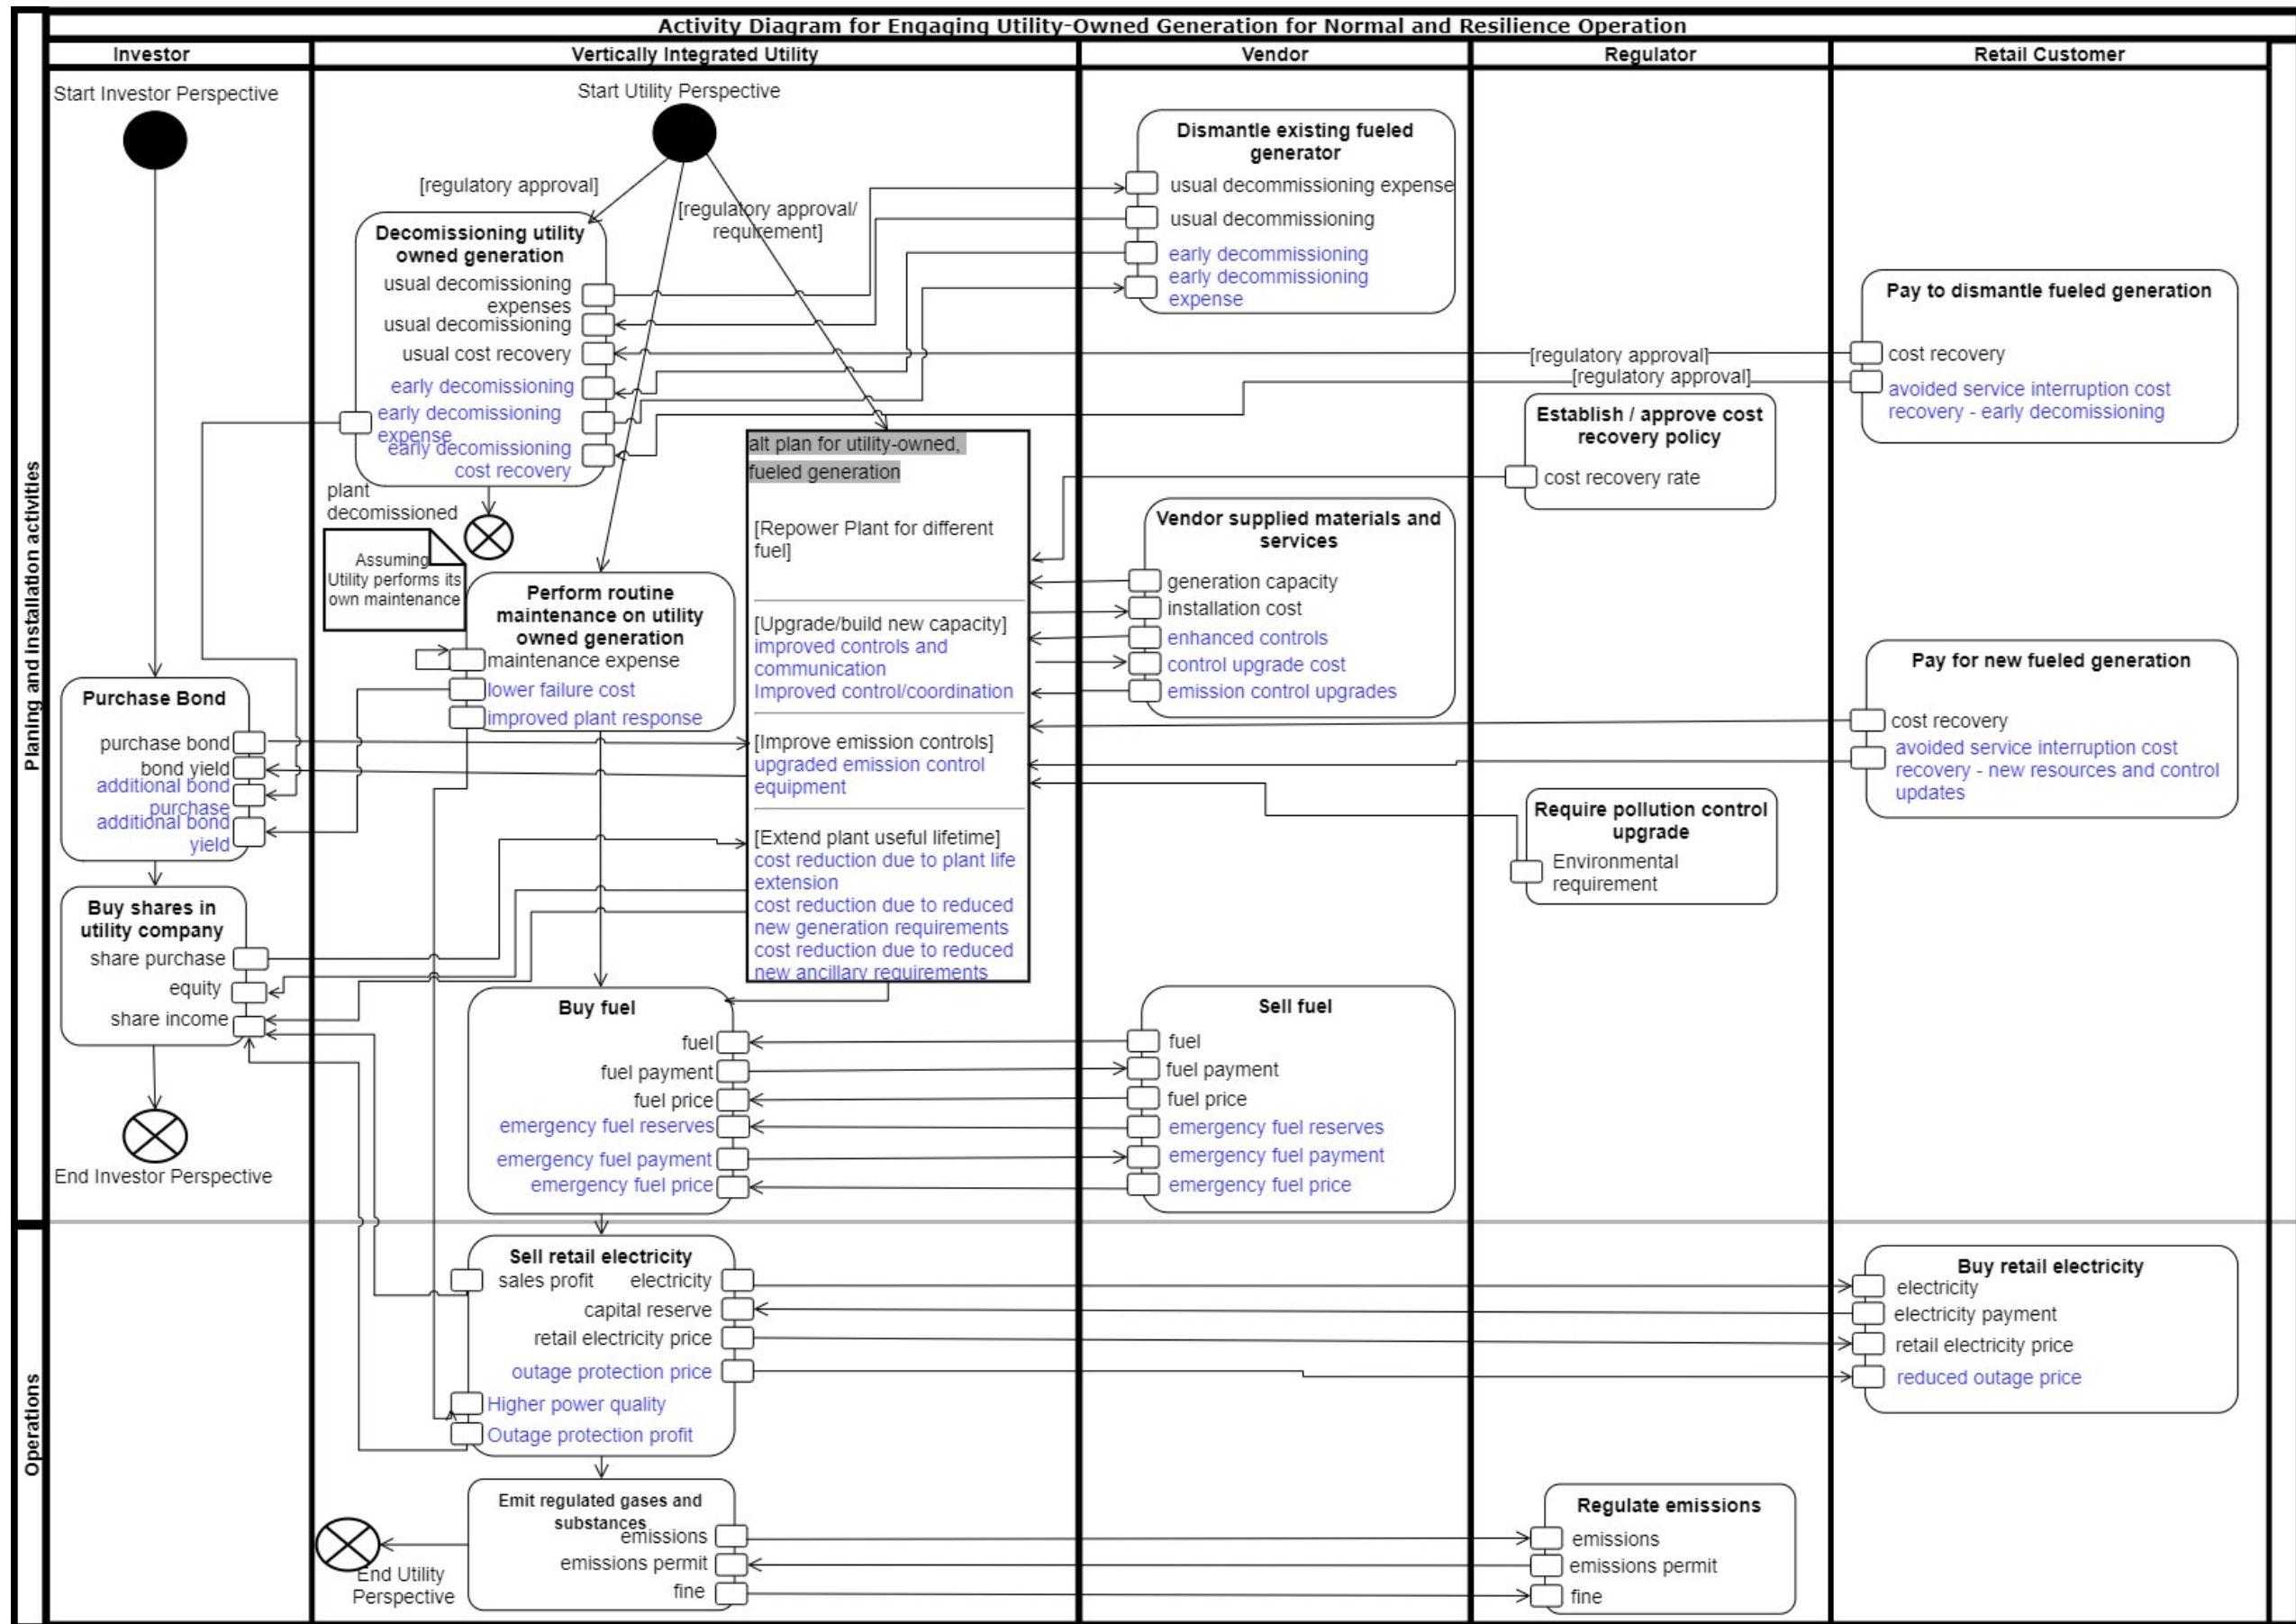 Activity Diagram for Engaging Utility-Owned Generation for Normal and Resilience Operation
Investor
Vertically Integrated Utility
Vendor
Regulator
Retail Customer
Planing and installation activities
Operations
Start Investor Perspective
Purchase Bond
purchase bond
bond yield
additional bond
purchase
additional bond
yield
Buy shares in
utility company
share purchase
equity
share income
End Investor Perspective
Start Utility Perspective
[regulatory approval]
[regulatory approval/
requirement]
Decomissioning utility
owned generation
usual decomissioning
expenses
usual decomissioning
usual cost recovery
early decomissioning
early decomissioning
expense
early decomissioning
cost recovery
plant
decomissioned
Assuming
Utility performs its
own maintenance
Perform routine
maintenance on utility
owned generation
maintenance expense
lower failure cost
improved plant response
alt plan for utility-owned,
fueled generation
[Repower Plant for different
fuel]
[Upgrade/build new capacity]
improved controls and
communication
Improved control/coordination
[Improve emission controls]
upgraded emission control
equipment
[Extend plant useful lifetime]
cost reduction due to plant life
extension
cost reduction due to reduced
new generation requirements
cost reduction due to reduced
new ancillary requirements
Buy fuel
fuel
fuel payment
fuel price
emergency fuel reserves
emergency fuel payment
emergency fuel price
Sell retail electricity
sales profit electricity
capital reserve
retail electricity price
outage protection price
Higher power quality
Outage protection profit
Emit regulated gases and
substances
emissions
emissions permit
fine
End Utility
Perspective
Dismantle existing fueled
generator
usual decommissioing expense
usual decommissioning
early decommissioning
early decommissioning
expense
Vendor supplied materials and
services
generation capacity
installation cost
enhanced controls
control upgrade cost
emission control upgrades
Sell fuel
fuel
fuel payment
fuel price
emergency fuel reserves
emergency fuel payment
emergency fuel price
[regulatory approval]
[regulatory approval]
Establish / approve cost
recovery policy
cost recovery rate
Require pollution control
upgrade
Environmental
requirement
Regulate emissions
emissions
emissions permit
fine
Pay to dismantle fueled generation
cost recovery
avoided service interruption cost
recovery - early decomissioning
Pay for new fueled generation
cost recovery
avoided service interruption cost
recovery - new resources and control
updates
Buy retail electricity
electricity
electricity payment
retail electricity price
reduced outage price